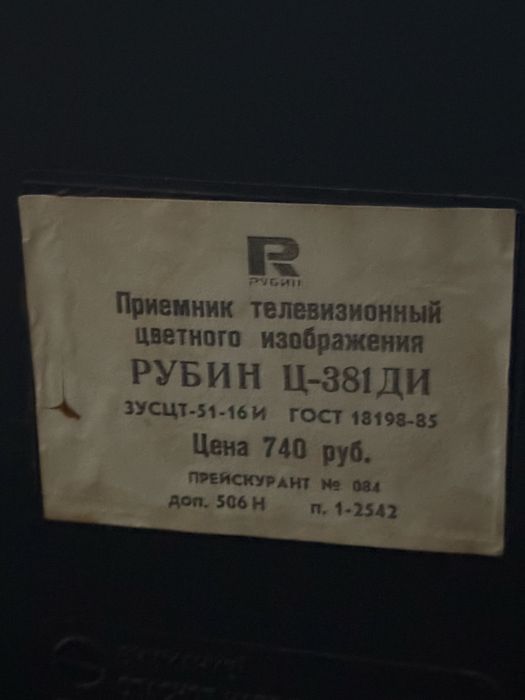 R
РУБИН
Приемник телевизионный
цветного изображения
РУБИН Ц-381ДИ
3УСЦТ-51-16И ГОСТ 18198-85
Цена 740 руб.
ПРЕЙСКУРАНТ № 084
доп. 506Н п. 1-2542